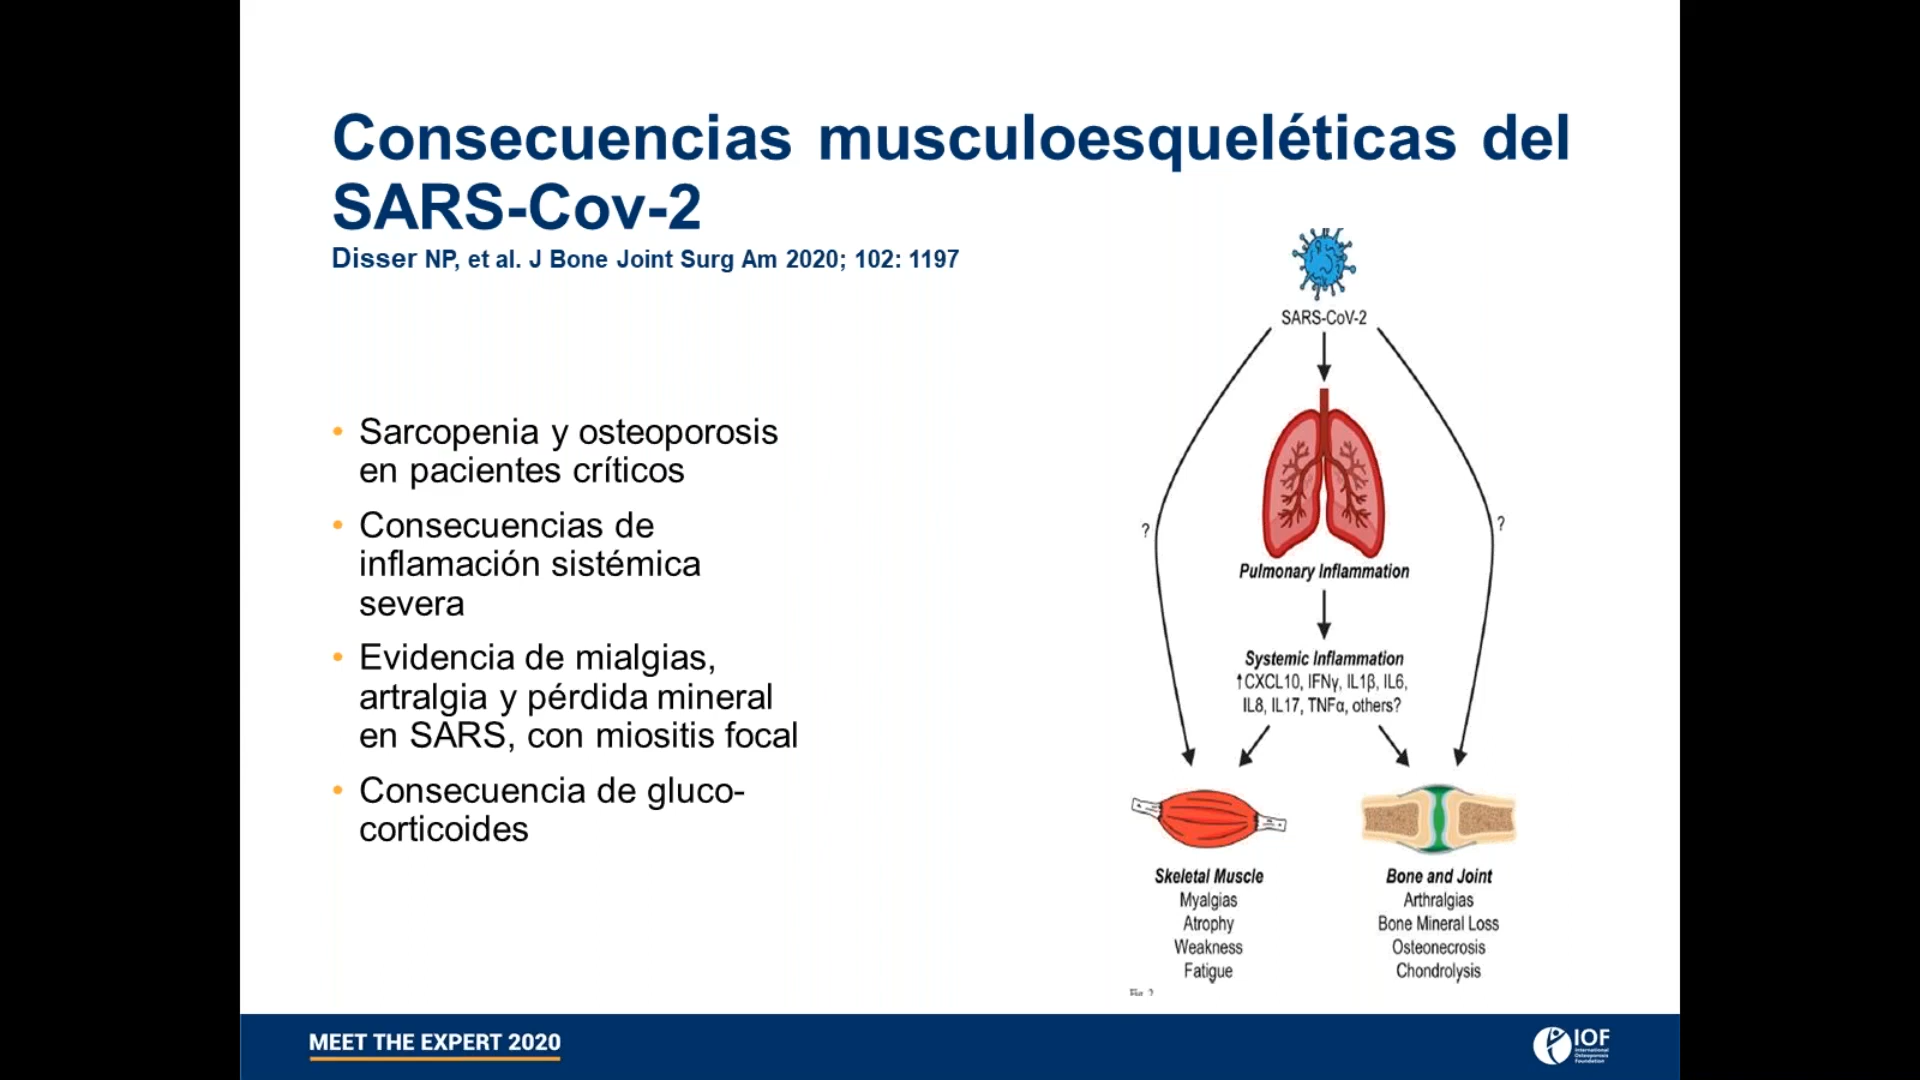 Consecuencias musculoesqueléticas del
SARS-Cov-2
Disser NP, et al. J Bone Joint Surg Am 2020; 102: 1197
• Sarcopenia y osteoporosis
en pacientes críticos
• Consecuencias de
inflamación sistémica
severa
• Evidencia de mialgias,
artralgia y pérdida mineral
en SARS, con miositis focal
• Consecuencia de gluco-
corticoides
SARS-CoV-2
?
?
Pulmonary Inflammation
Systemic Inflammation
↑CXCL10, IFNγ, IL1β, IL6,
IL8, IL17, TNFα, others?
Skeletal Muscle
Myalgias
Atrophy
Weakness
Fatigue
Bone and Joint
Arthralgias
Bone Mineral Loss
Osteonecrosis
Chondrolysis
MEET THE EXPERT 2020
IOF
International
Osteoporosis
Foundation